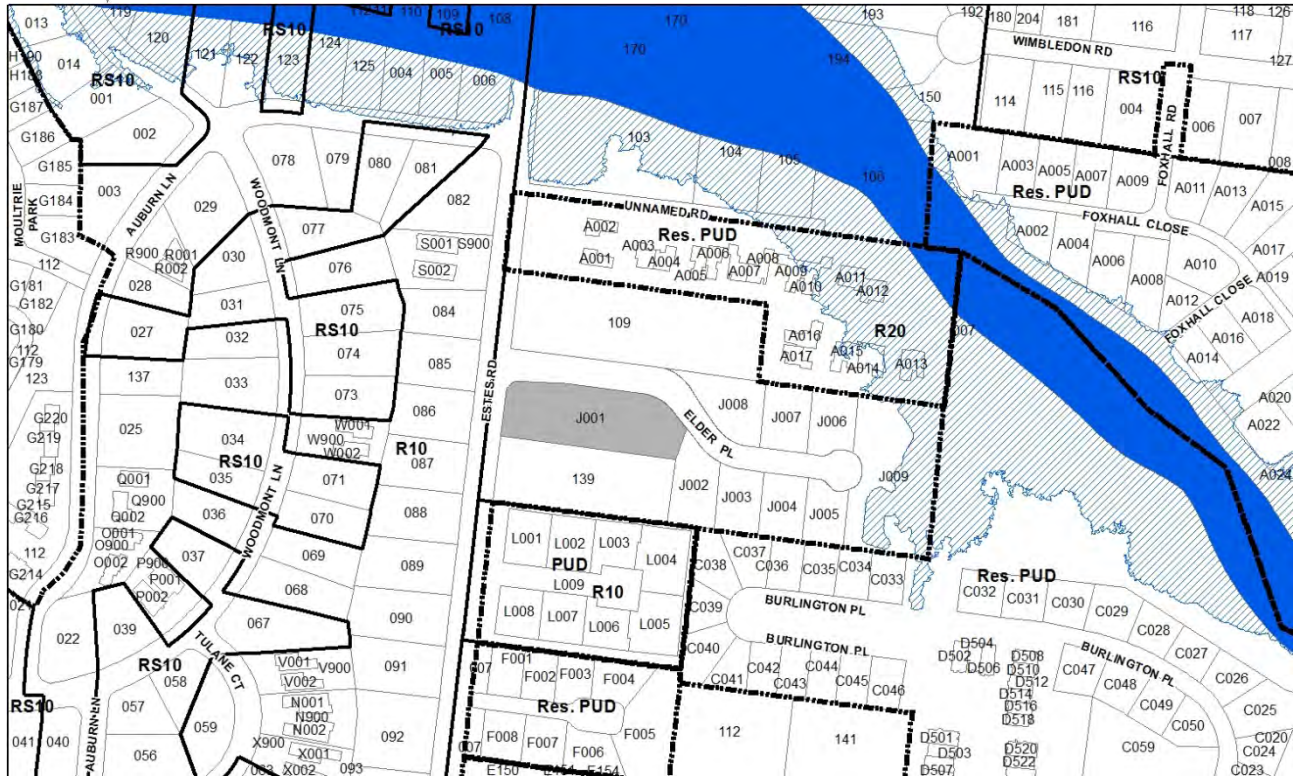 013
119
120
121
122
RS10
123
124
112
110
109
RS10
108
170
170
193
194
192
180
204
181
116
118
126
117
127
WIMBLEDON RD
H190
H188
014
RS10
001
G187
G186
002
125
004
005
006
150
114
115
116
RS10
004
FOXHALL RD
006
007
008
G185
003
G184
MOULTRIE
PARK
G183
AUBURN LN
029
078
079
080
081
082
WOODMONT LN
077
103
104
105
106
UNNAMED RD
A001
A003
A005
A007
A009
A011
A013
A015
Res. PUD
FOXHALL CLOSE
A002
A004
A006
A008
A010
A012
A017
A019
FOXHALL CLOSE
A018
A016
A014
A020
A022
A024
R900
R001
R002
028
030
031
076
S001
S900
S002
A002
A001
Res. PUD
A003
A004
A005
A006
A007
A008
A009
A010
A011
A012
112
G181
G182
G180
112
G179
123
027
032
RS10
075
074
073
084
085
086
109
A016
A017
A015
A014
A013
R20
007
ESTES RD
137
033
025
J001
J008
J007
J006
ELDER PL
G220
G219
G218
G217
G215
G216
034
RS10
035
W001
W900
W002
R10
087
139
J002
J003
J004
J005
J009
Q001
Q900
Q002
036
071
070
088
WOODMONT LN
O001
O900
O002
P900
P001
P002
037
069
068
089
L001
L002
L003
L004
PUD
L009
R10
L008
L007
L006
L005
C037
C038
C036
C035
C034
C033
C039
C040
BURLINGTON PL
BURLINGTON PL
Res. PUD
C032
C031
C030
C029
C028
C027
C026
C025
112
G214
022
039
067
090
TULANE CT
RS10
058
V001
V900
V002
091
007
F001
F002
F003
F004
C041
C042
C043
C044
C045
C046
D504
D502
D506
D508
D510
D512
D514
D516
D518
C047
C048
C049
C050
BURLINGTON PL
RS10
041
040
AUBURN LN
057
056
059
N001
N900
N002
X900
X001
X002
063
093
092
007
Res. PUD
F008
F007
F006
F005
E150
E154
112
141
D501
D503
D507
D520
D522
C059
C020
C024
C023